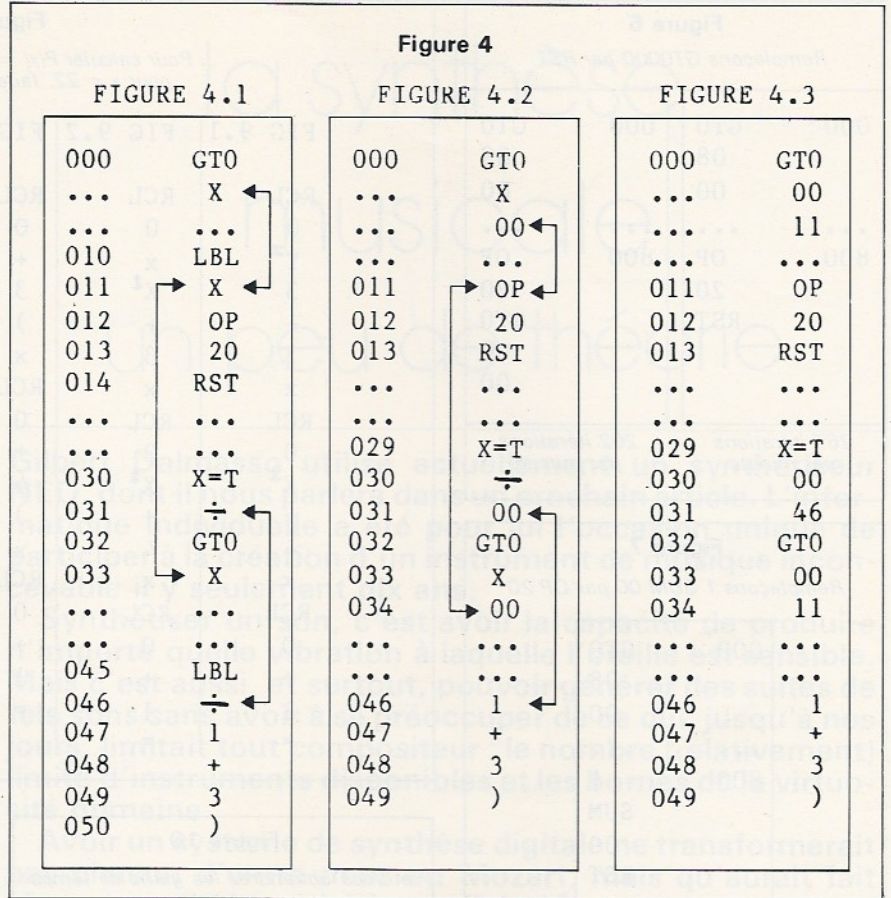 Figure 4
FIGURE 4.1
000 GTO
... X
... ...
010 LBL
011 X
012 OP
013 20
014 RST
... ...
... ...
030 X=T
031 ÷
032 GTO
033 X
... ...
... ...
045 LBL
046 ÷
047 1
048 +
049 3
050 )
FIGURE 4.2
000 GTO
... X
... 00
... ...
011 OP
012 20
013 RST
... ...
... ...
029 X=T
030 ÷
031 00
032 GTO
033 X
034 00
... ...
... ...
046 1
047 +
048 3
049 )
FIGURE 4.3
000 GTO
... 00
... 11
... ...
011 OP
012 20
013 RST
... ...
... ...
029 X=T
030 00
031 46
032 GTO
033 00
034 11
... ...
... ...
046 1
047 +
048 3
049 )